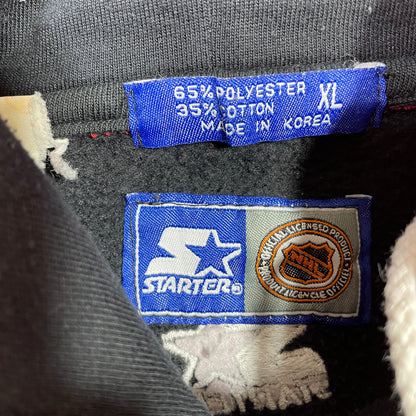 65% POLYESTER
35% COTTON
MADE IN KOREA
XL
STARTER®
OFFICIAL LICENSED PRODUCT
NHL